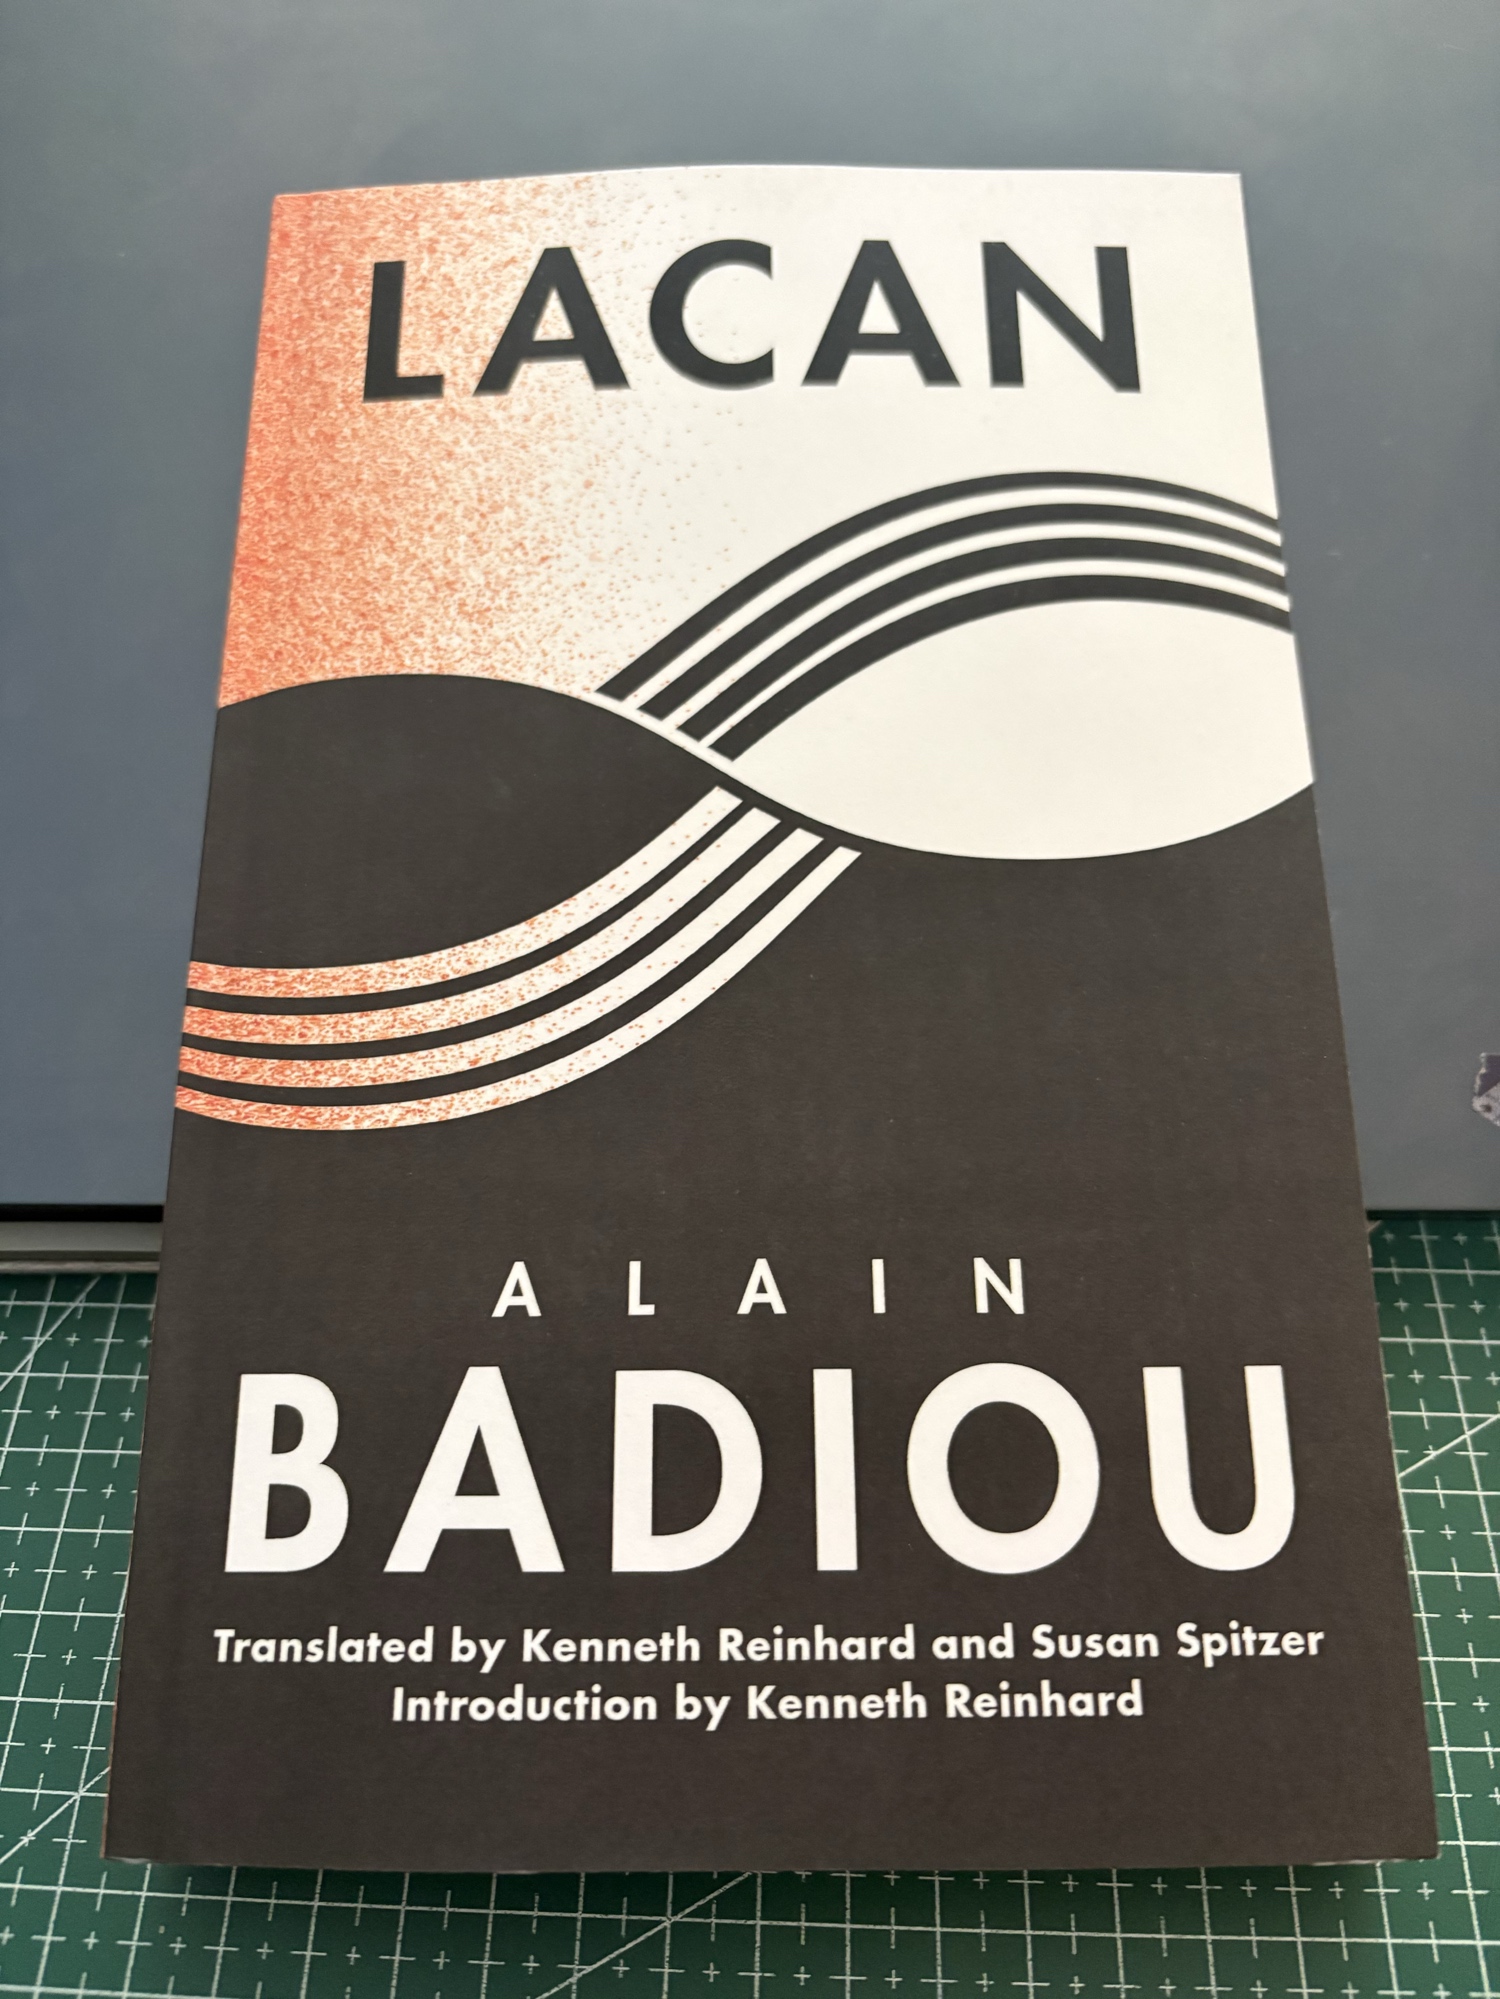 LACAN
ALAIN
BADIOU
Translated by Kenneth Reinhard and Susan Spitzer
Introduction by Kenneth Reinhard